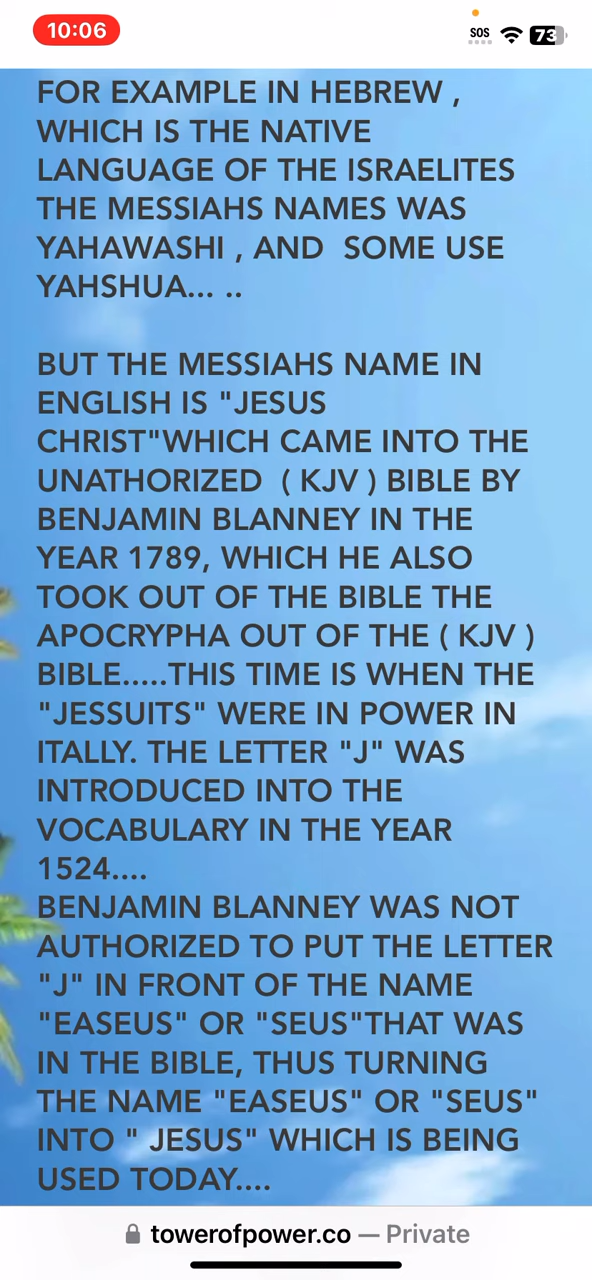 10:06
SOS
73
FOR EXAMPLE IN HEBREW ,
WHICH IS THE NATIVE
LANGUAGE OF THE ISRAELITES
THE MESSIAHS NAMES WAS
YAHAWASHI , AND  SOME USE
YAHSHUA... ..
BUT THE MESSIAHS NAME IN
ENGLISH IS "JESUS
CHRIST"WHICH CAME INTO THE
UNATHORIZED  ( KJV ) BIBLE BY
BENJAMIN BLANNEY IN THE
YEAR 1789, WHICH HE ALSO
TOOK OUT OF THE BIBLE THE
APOCRYPHA OUT OF THE ( KJV )
BIBLE.....THIS TIME IS WHEN THE
"JESSUITS" WERE IN POWER IN
ITALLY. THE LETTER "J" WAS
INTRODUCED INTO THE
VOCABULARY IN THE YEAR
1524....
BENJAMIN BLANNEY WAS NOT
AUTHORIZED TO PUT THE LETTER
"J" IN FRONT OF THE NAME
"EASEUS" OR "SEUS"THAT WAS
IN THE BIBLE, THUS TURNING
THE NAME "EASEUS" OR "SEUS"
INTO " JESUS" WHICH IS BEING
USED TODAY....
towerofpower.co — Private